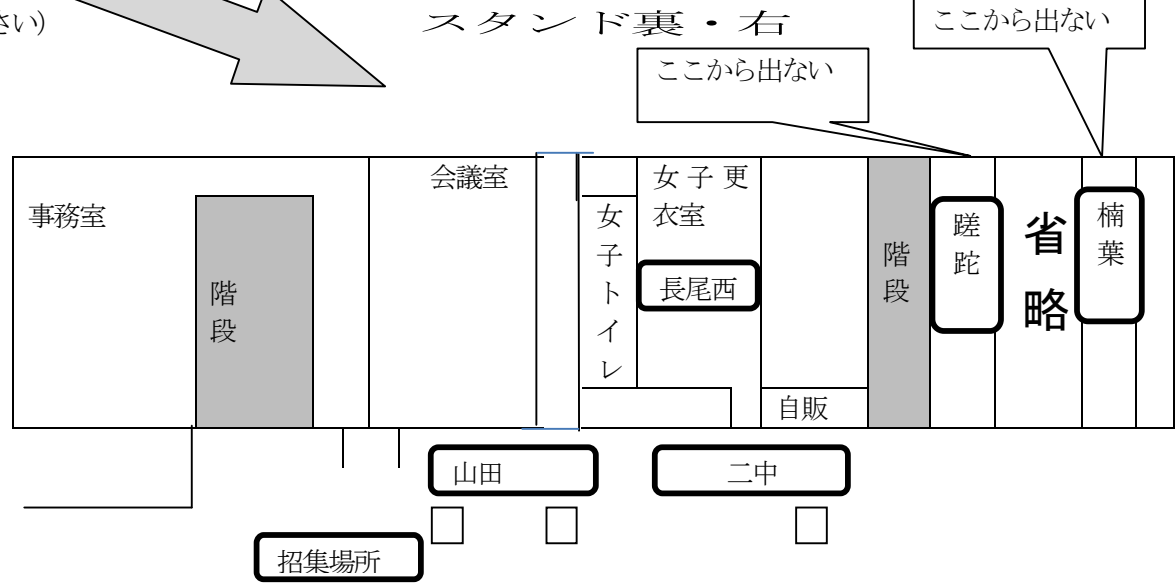 さい）
スタンド裏・右
ここから出ない
ここから出ない
事務室
階段
会議室
女子トイレ
女子更
衣室
長尾西
自販
階段
蹉跎
省略
楠葉
山田
二中
招集場所